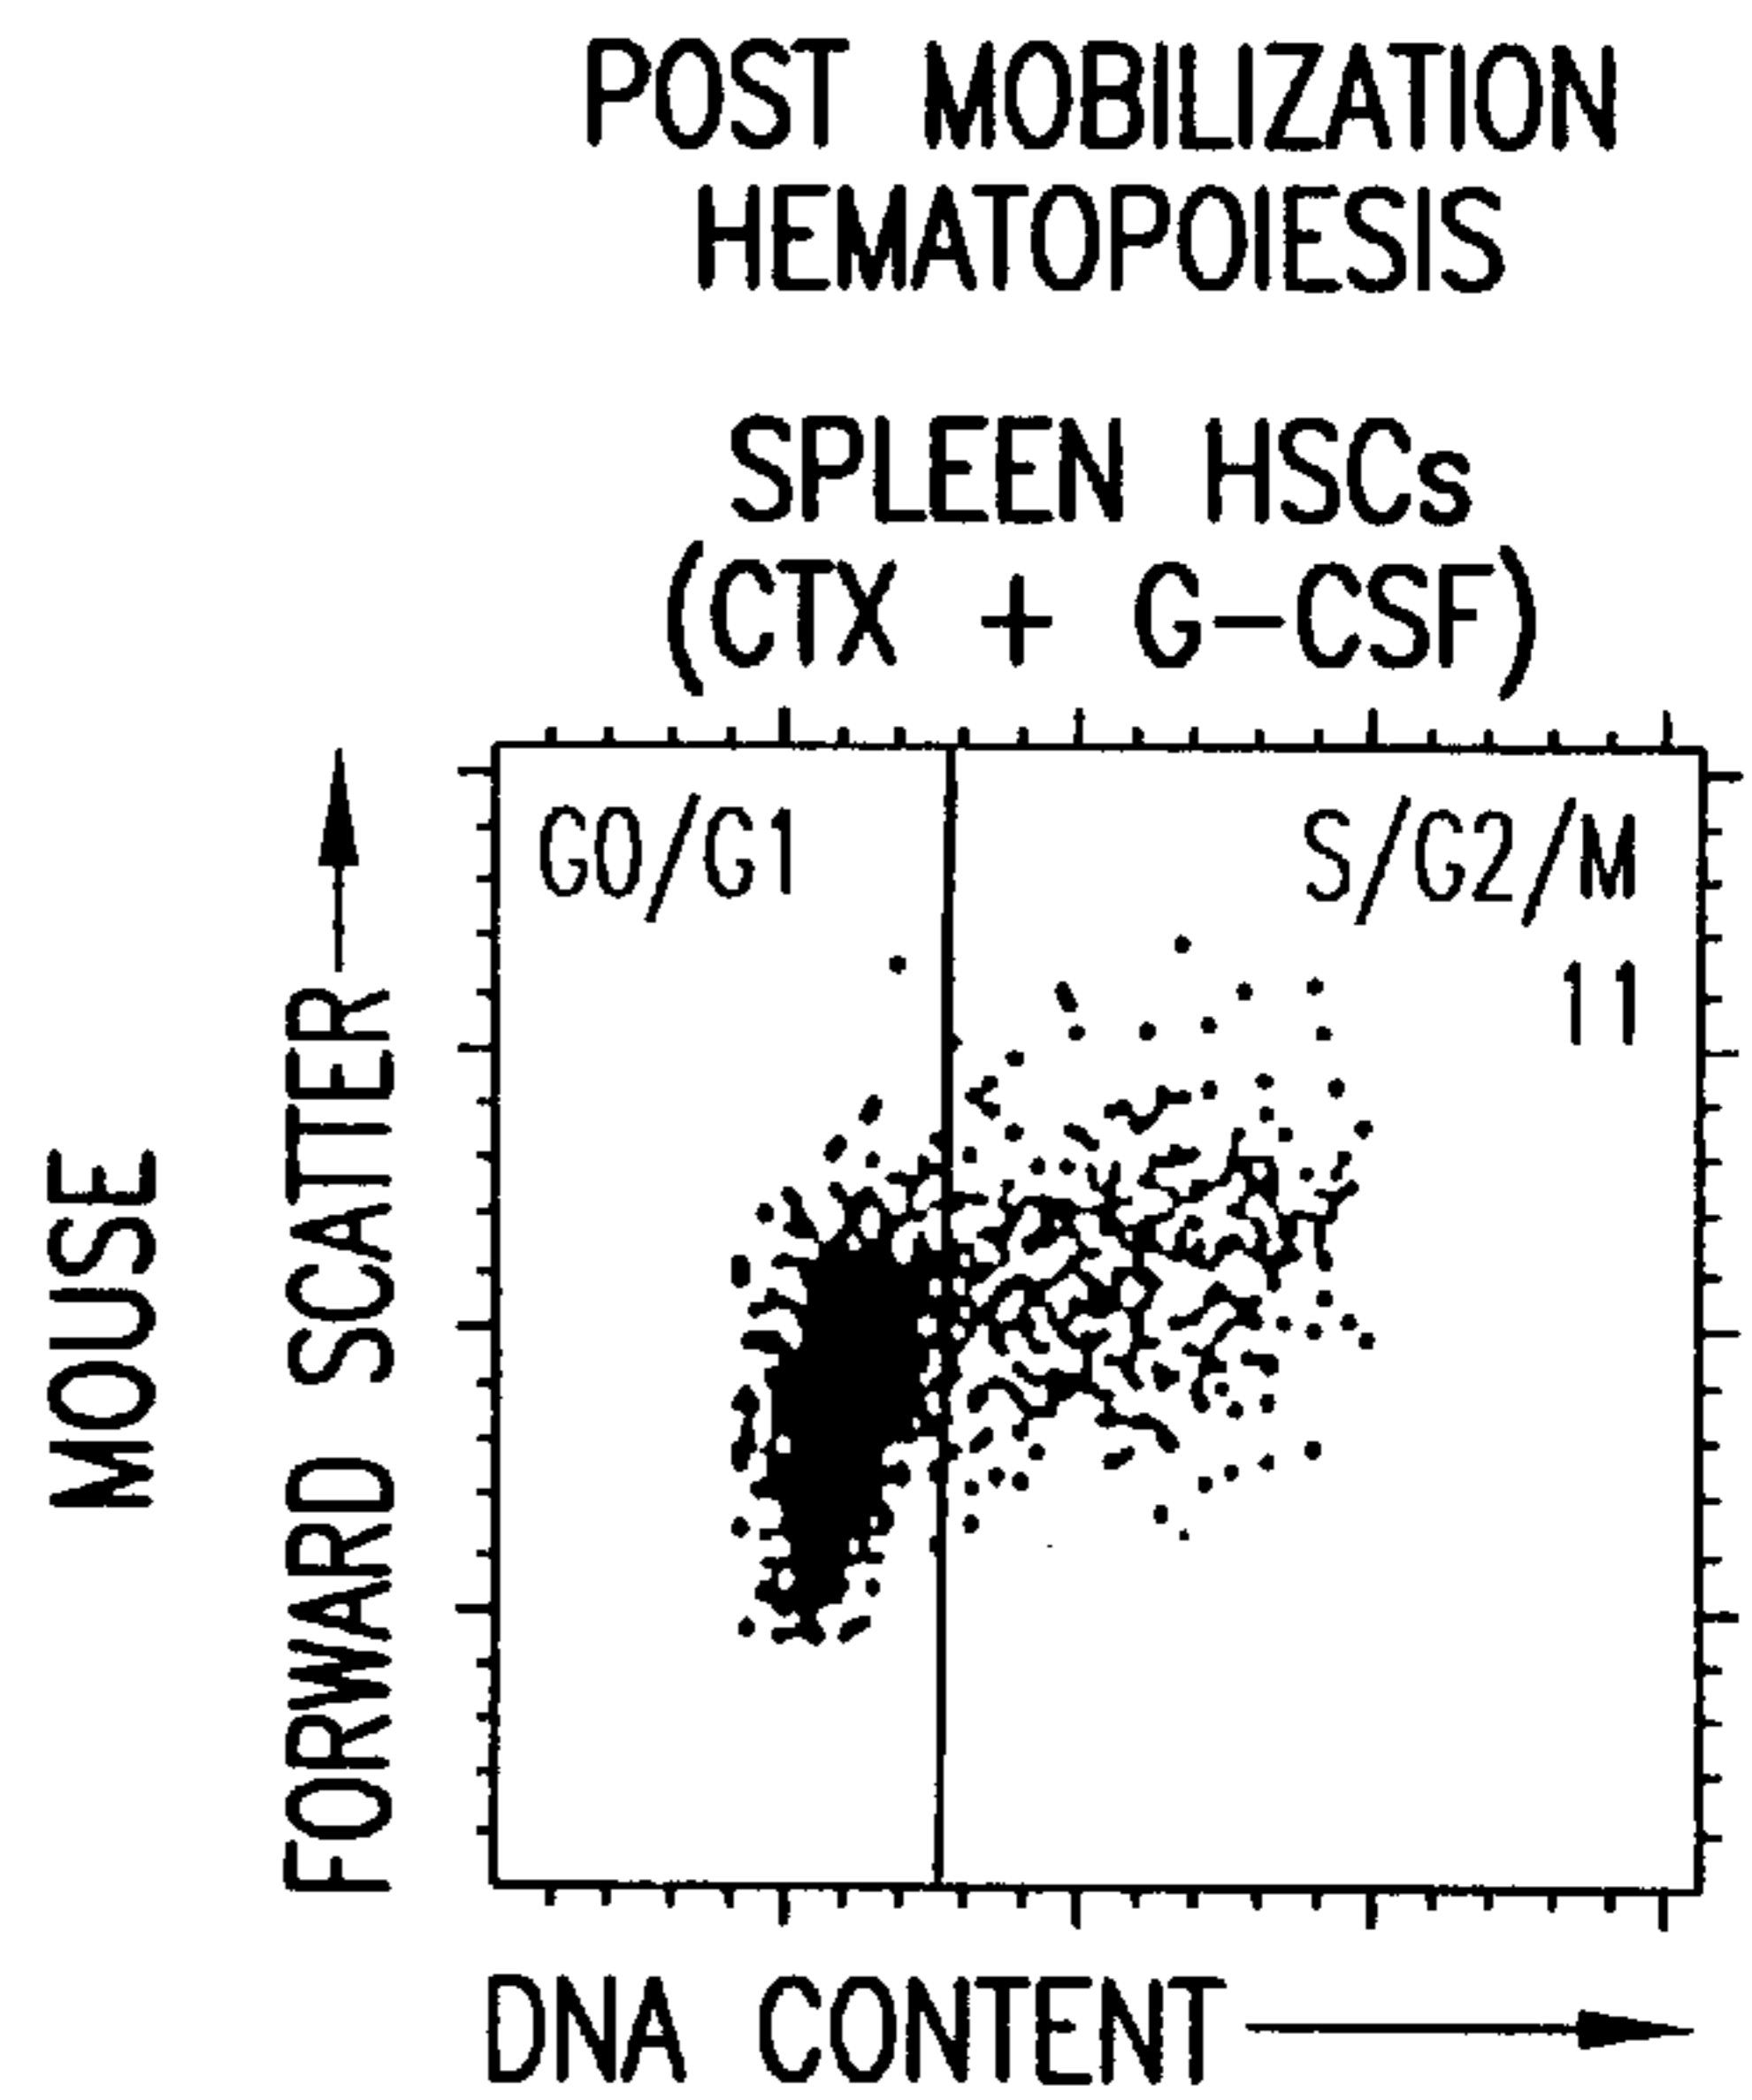 POST MOBILIZATION
HEMATOPOIESIS
SPLEEN HSCs
(CTX + G-CSF)
G0/G1
S/G2/M
11
MOUSE
FORWARD SCATTER
DNA CONTENT